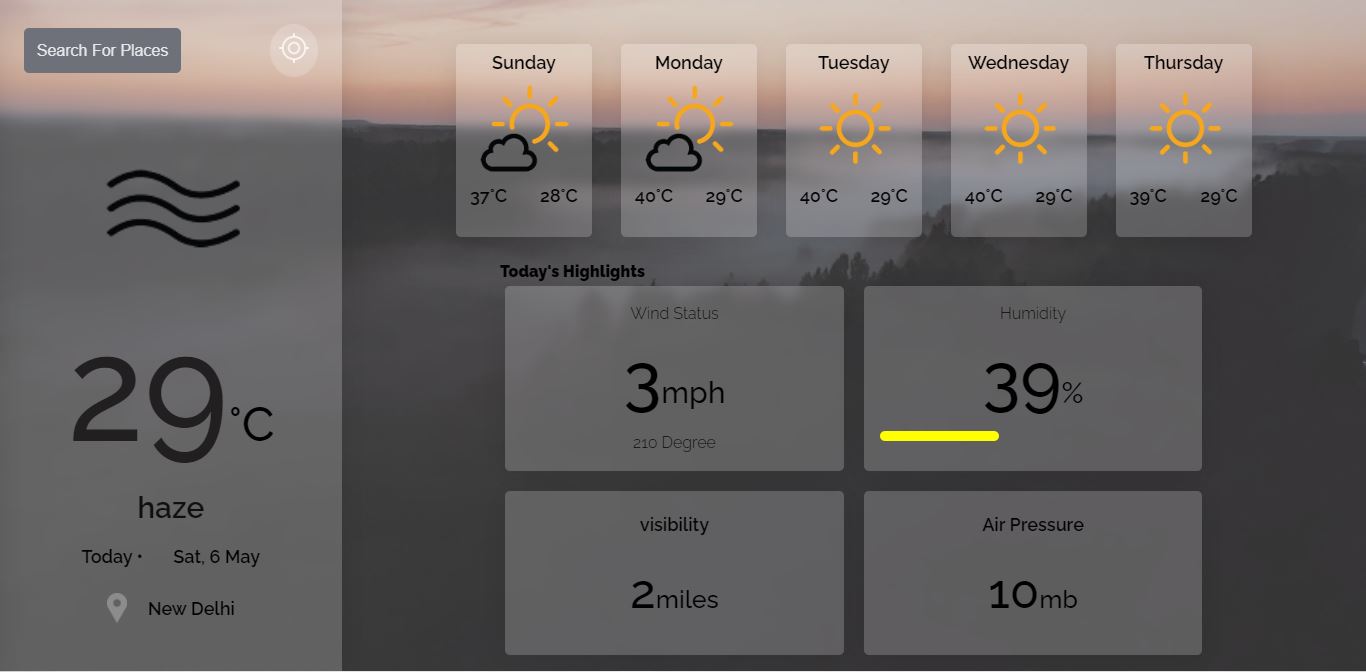 Search For Places
29°C
haze
Today • Sat, 6 May
New Delhi
Sunday Monday Tuesday Wednesday Thursday
37°C 28°C 40°C 29°C 40°C 29°C 40°C 29°C 39°C 29°C
Today's Highlights
Wind Status
3mph
210 Degree
Humidity
39%
visibility
2miles
Air Pressure
10mb